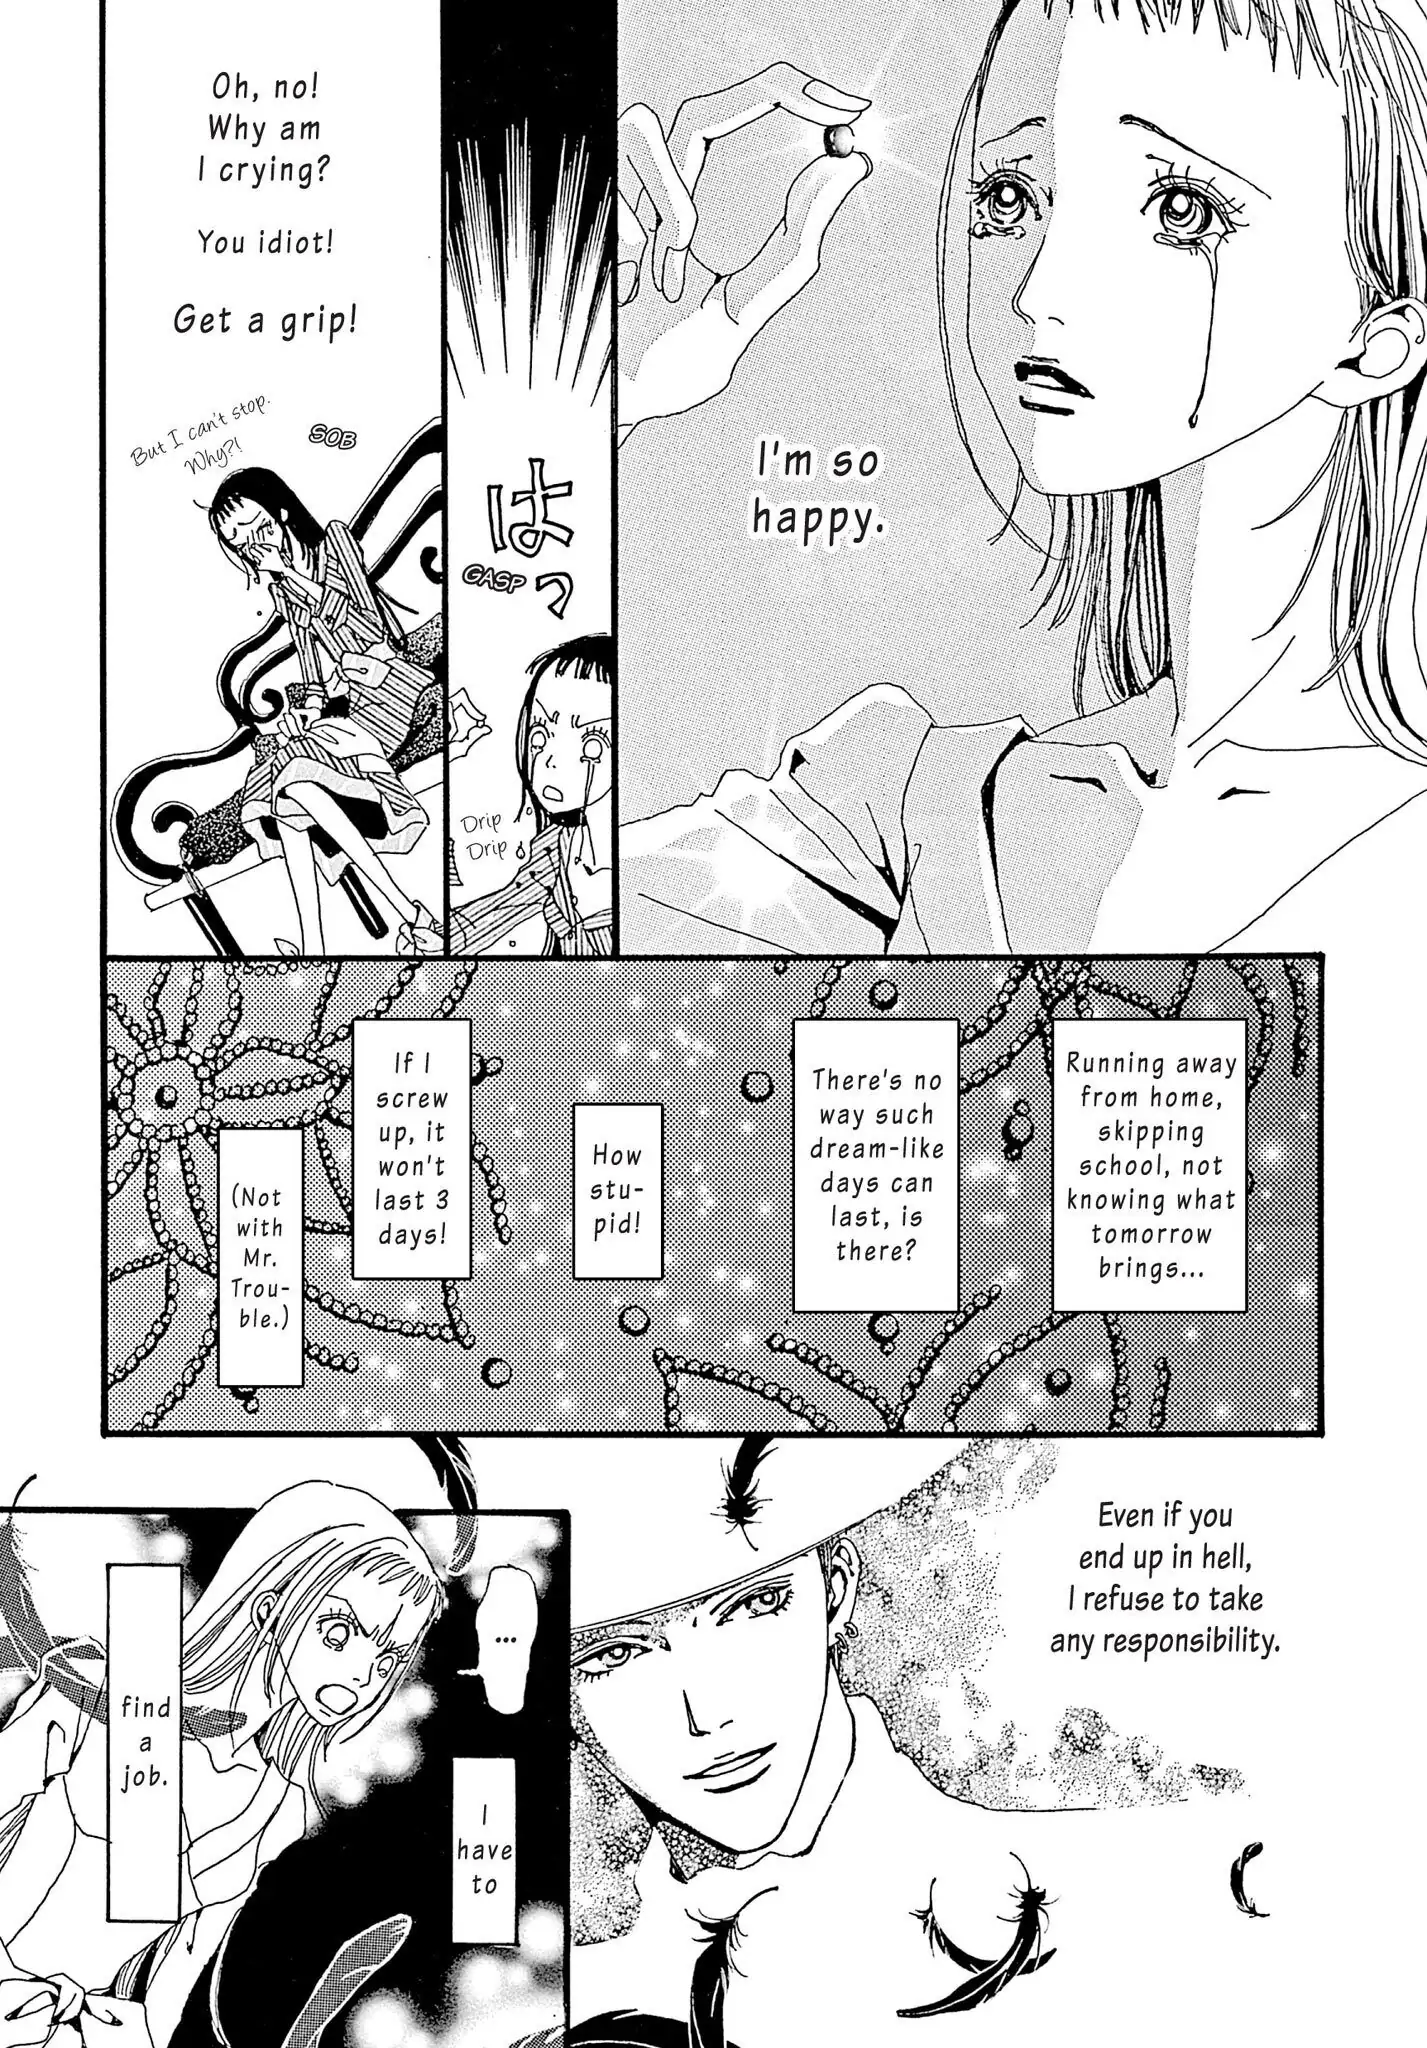 I'm so
happy.
はっ
GASP
Drip
Drip
Oh, no!
Why am
I crying?
You idiot!
Get a grip!
But I can't stop.
Why?!
SOB
Running away
from home,
skipping
school, not
knowing what
tomorrow
brings...
There's no
way such
dream-like
days can
last, is
there?
How
stu-
pid!
If I
screw
up, it
won't
last 3
days!
(Not
with
Mr.
Trou-
ble.)
Even if you
end up in hell,
I refuse to take
any responsibility.
...
I
have
to
find
a
job.